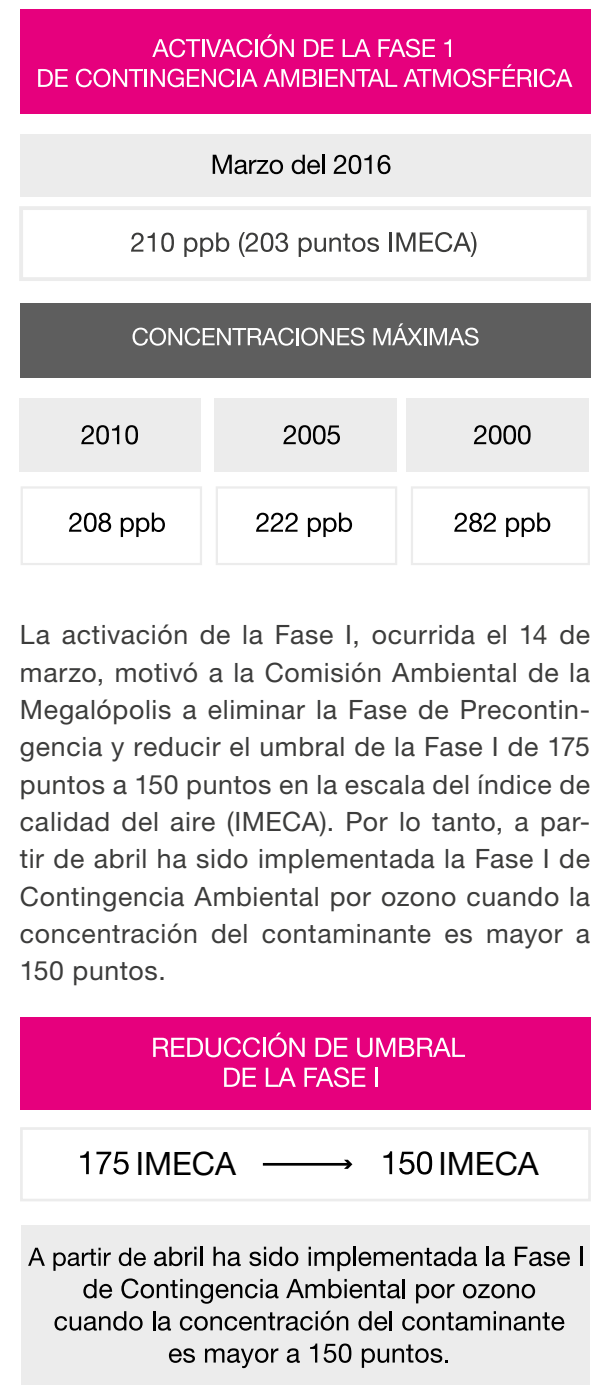 ACTIVACIÓN DE LA FASE 1
DE CONTINGENCIA AMBIENTAL ATMOSFÉRICA
Marzo del 2016
210 ppb (203 puntos IMECA)
CONCENTRACIONES MÁXIMAS
2010 2005 2000
208 ppb 222 ppb 282 ppb
La activación de la Fase I, ocurrida el 14 de
marzo, motivó a la Comisión Ambiental de la
Megalópolis a eliminar la Fase de Precontin-
gencia y reducir el umbral de la Fase I de 175
puntos a 150 puntos en la escala del índice de
calidad del aire (IMECA). Por lo tanto, a par-
tir de abril ha sido implementada la Fase I de
Contingencia Ambiental por ozono cuando la
concentración del contaminante es mayor a
150 puntos.
REDUCCIÓN DE UMBRAL
DE LA FASE I
175 IMECA ⟶ 150 IMECA
A partir de abril ha sido implementada la Fase I
de Contingencia Ambiental por ozono
cuando la concentración del contaminante
es mayor a 150 puntos.